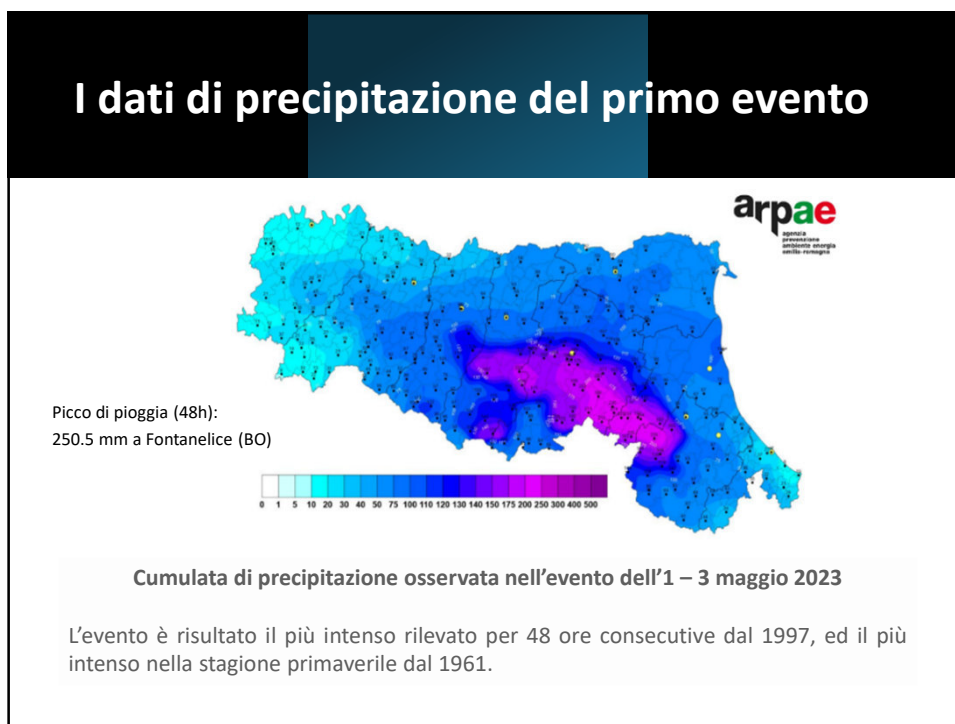 I dati di precipitazione del primo evento
arpae
agenzia
prevenzione
ambiente energia
emilia-romagna
Picco di pioggia (48h):
250.5 mm a Fontanelice (BO)
0 1 5 10 20 30 40 50 75 100 110 120 130 140 150 175 200 250 300 400 500
Cumulata di precipitazione osservata nell’evento dell’1 – 3 maggio 2023
L’evento è risultato il più intenso rilevato per 48 ore consecutive dal 1997, ed il più
intenso nella stagione primaverile dal 1961.